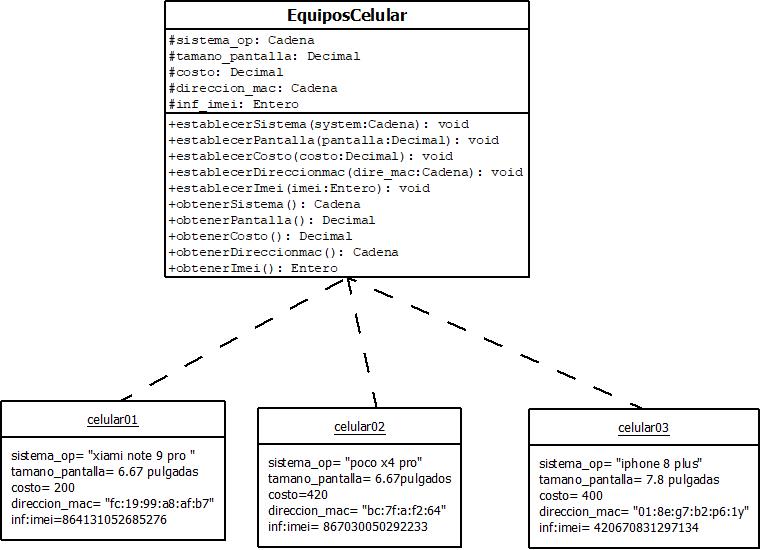 EquiposCelular
#sistema_op: Cadena
#tamano_pantalla: Decimal
#costo: Decimal
#direccion_mac: Cadena
#inf_imei: Entero
+establecerSistema(system:Cadena): void
+establecerPantalla(pantalla:Decimal): void
+establecerCosto(costo:Decimal): void
+establecerDireccionmac(dire_mac:Cadena): void
+establecerImei(imei:Entero): void
+obtenerSistema(): Cadena
+obtenerPantalla(): Decimal
+obtenerCosto(): Decimal
+obtenerDireccionmac(): Cadena
+obtenerImei(): Entero
celular01
sistema_op= "xiami note 9 pro "
tamano_pantalla= 6.67 pulgadas
costo= 200
direccion_mac= "fc:19:99:a8:af:b7"
inf:imei=864131052685276
celular02
sistema_op= "poco x4 pro"
tamano_pantalla= 6.67pulgados
costo=420
direccion_mac= "bc:7f:a:f2:64"
inf:imei= 867030050292233
celular03
sistema_op= "iphone 8 plus"
tamano_pantalla= 7.8 pulgadas
costo= 400
direccion_mac= "01:8e:g7:b2:p6:1y"
inf:imei= 420670831297134